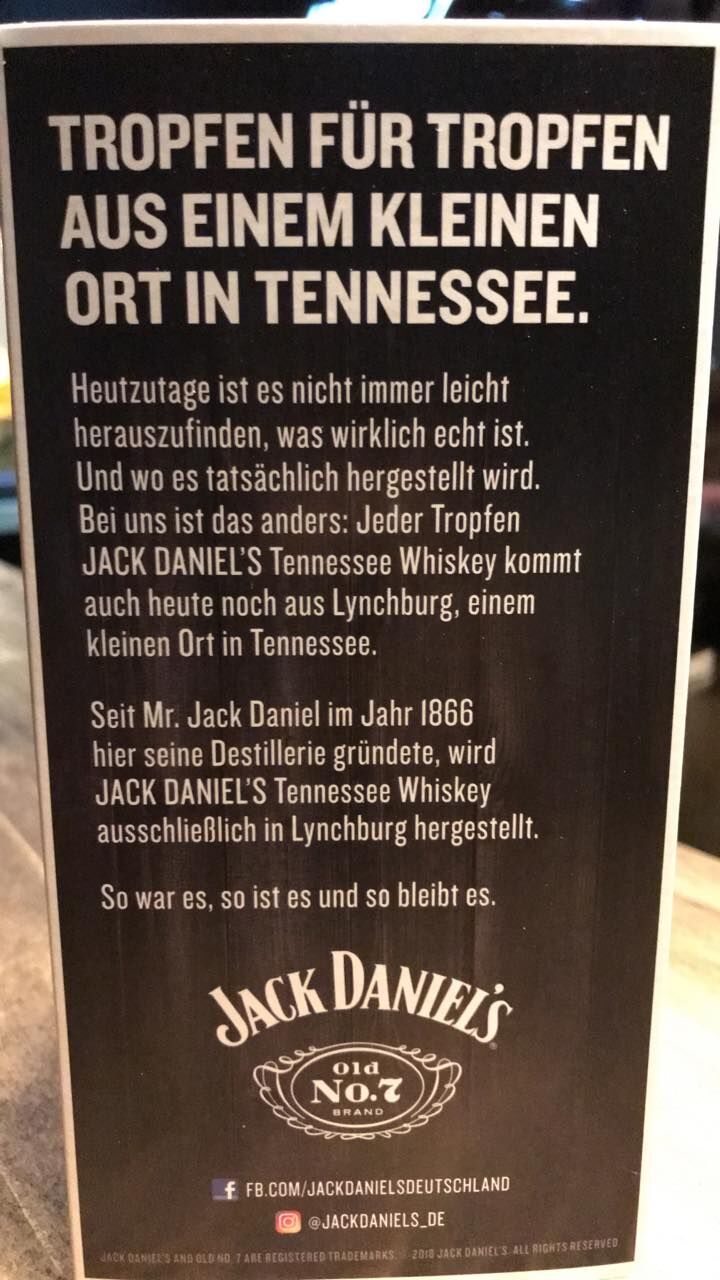 TROPFEN FÜR TROPFEN
AUS EINEM KLEINEN
ORT IN TENNESSEE.
Heutzutage ist es nicht immer leicht
herauszufinden, was wirklich echt ist.
Und wo es tatsächlich hergestellt wird.
Bei uns ist das anders: Jeder Tropfen
JACK DANIEL'S Tennessee Whiskey kommt
auch heute noch aus Lynchburg, einem
kleinen Ort in Tennessee.
Seit Mr. Jack Daniel im Jahr 1866
hier seine Destillerie gründete, wird
JACK DANIEL'S Tennessee Whiskey
ausschließlich in Lynchburg hergestellt.
So war es, so ist es und so bleibt es.
JACK DANIEL'S
Old
No.7
BRAND
f FB.COM/JACKDANIELSDEUTSCHLAND
@JACKDANIELS_DE
JACK DANIEL'S AND OLD NO. 7 ARE REGISTERED TRADEMARKS. © 2018 JACK DANIEL'S. ALL RIGHTS RESERVED.